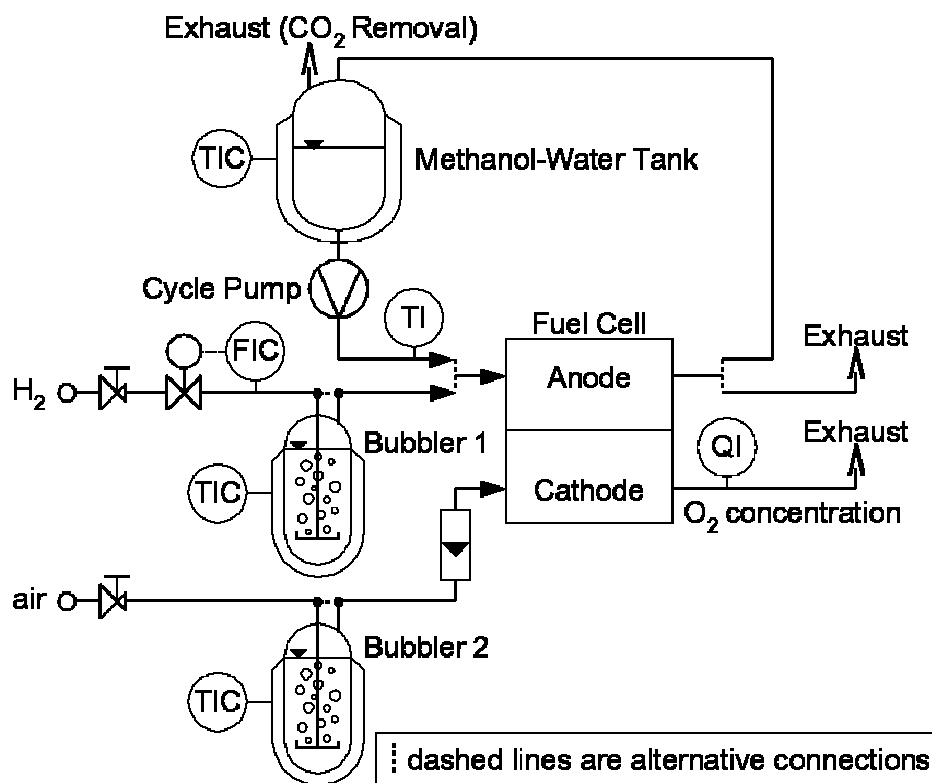 Exhaust (CO₂ Removal)
TIC
Methanol-Water Tank
Cycle Pump
TI
Fuel Cell
Exhaust
FIC
H₂
Anode
Bubbler 1
Exhaust
QI
TIC
Cathode
O₂ concentration
air
Bubbler 2
TIC
dashed lines are alternative connections